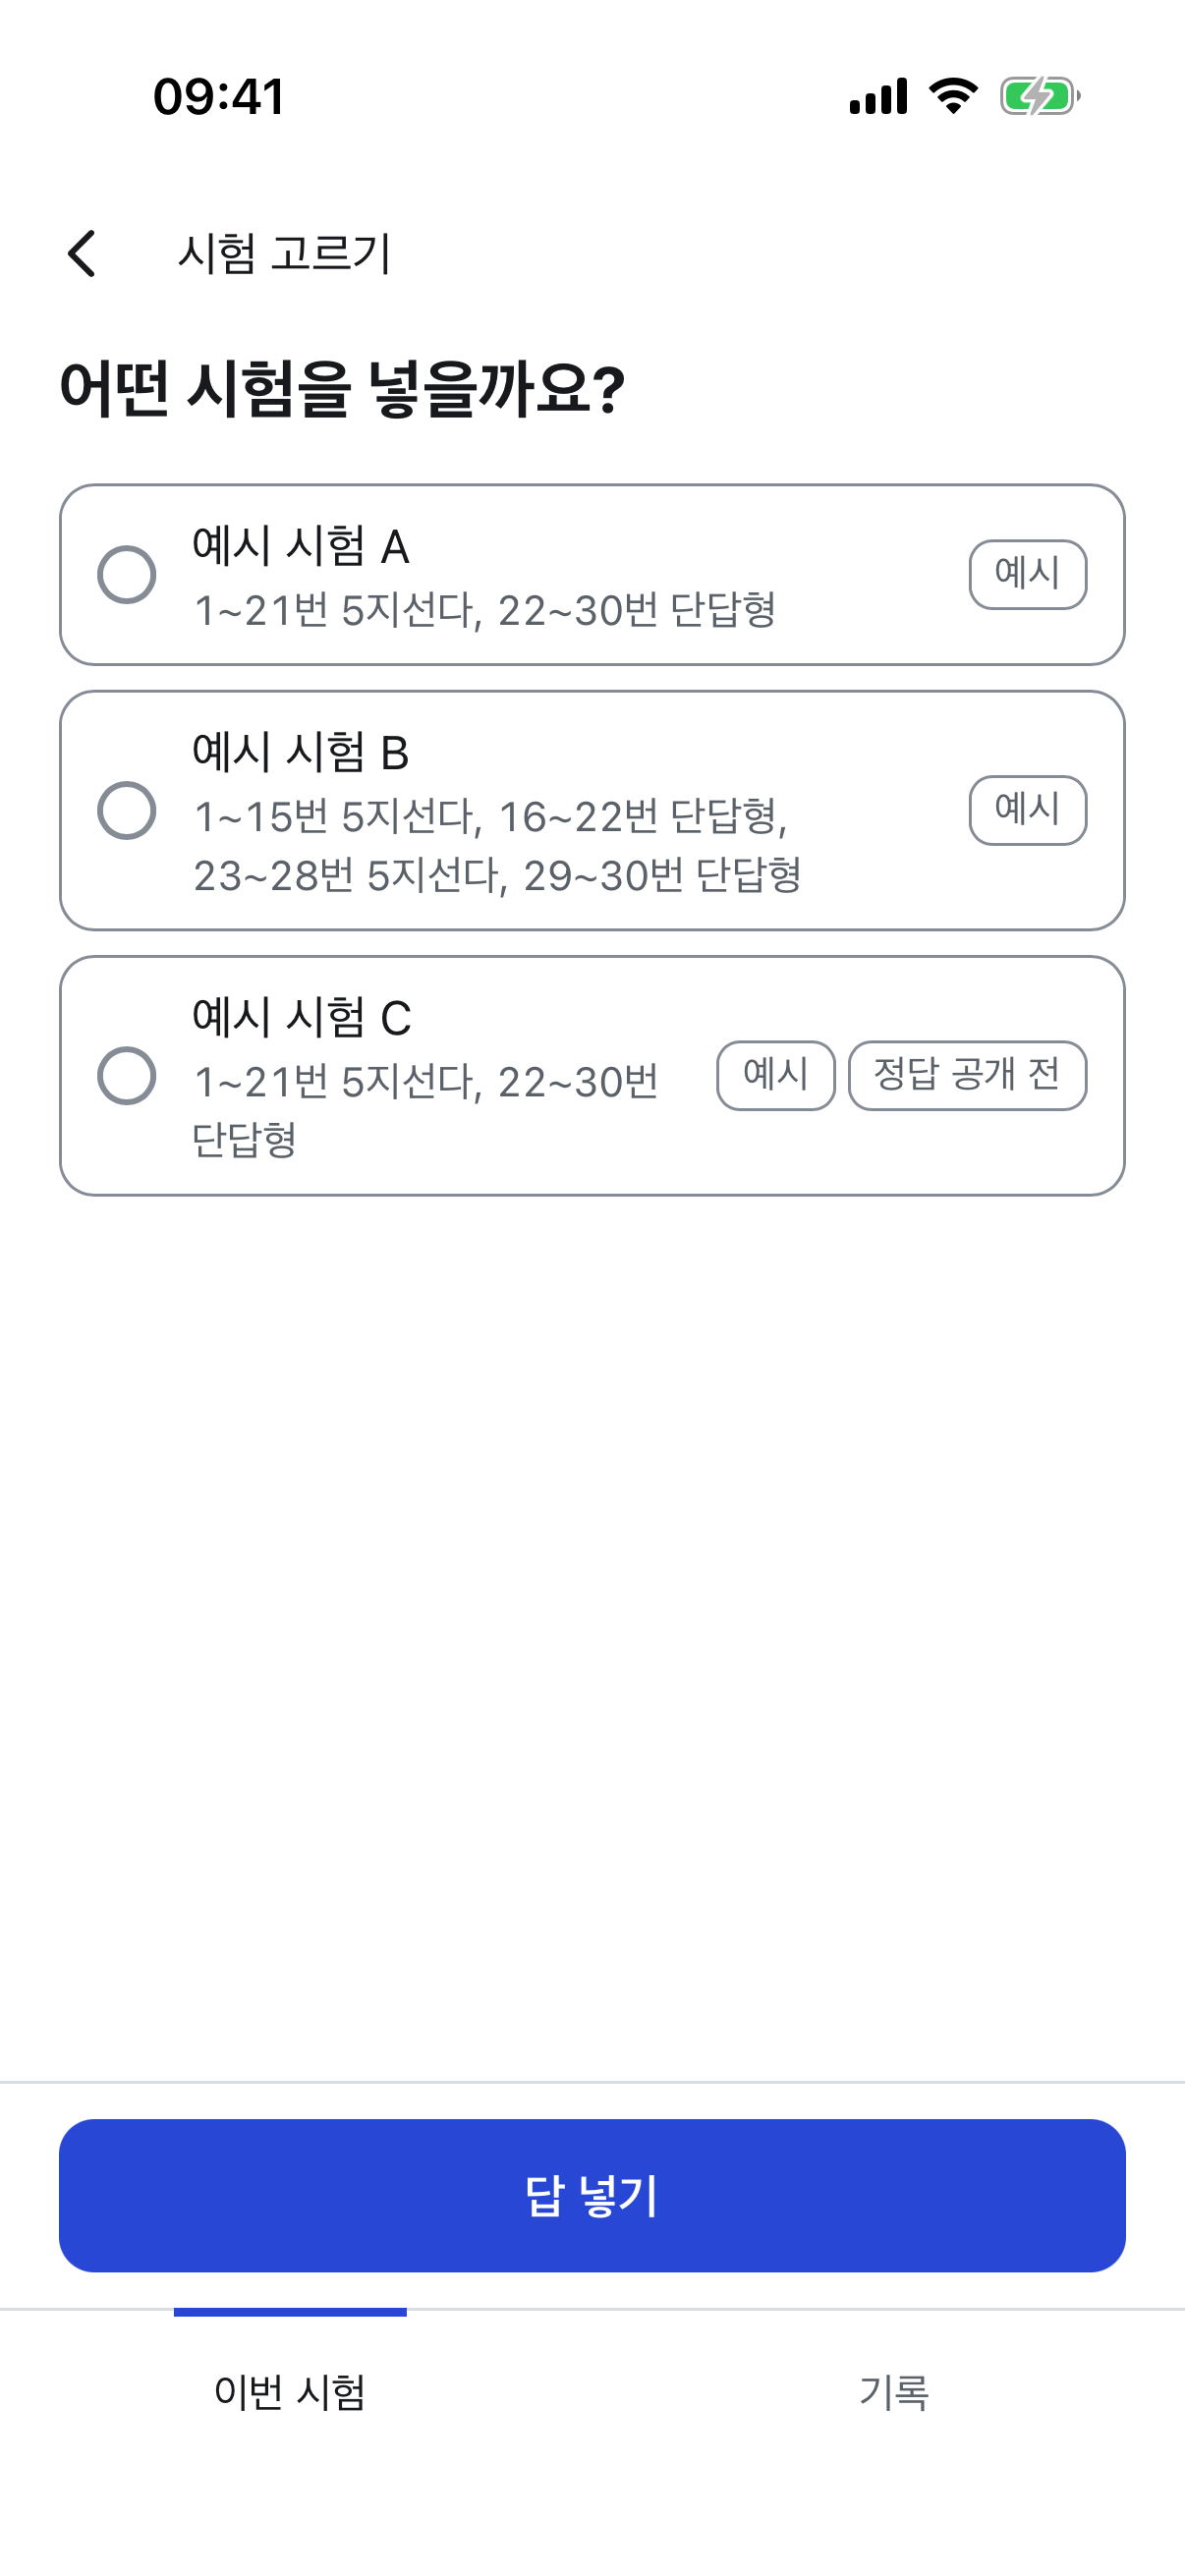 09:41
시험 고르기
어떤 시험을 넣을까요?
예시 시험 A
1~21번 5지선다, 22~30번 단답형
예시
예시 시험 B
1~15번 5지선다, 16~22번 단답형,
23~28번 5지선다, 29~30번 단답형
예시
예시 시험 C
1~21번 5지선다, 22~30번
단답형
예시
정답 공개 전
답 넣기
이번 시험
기록